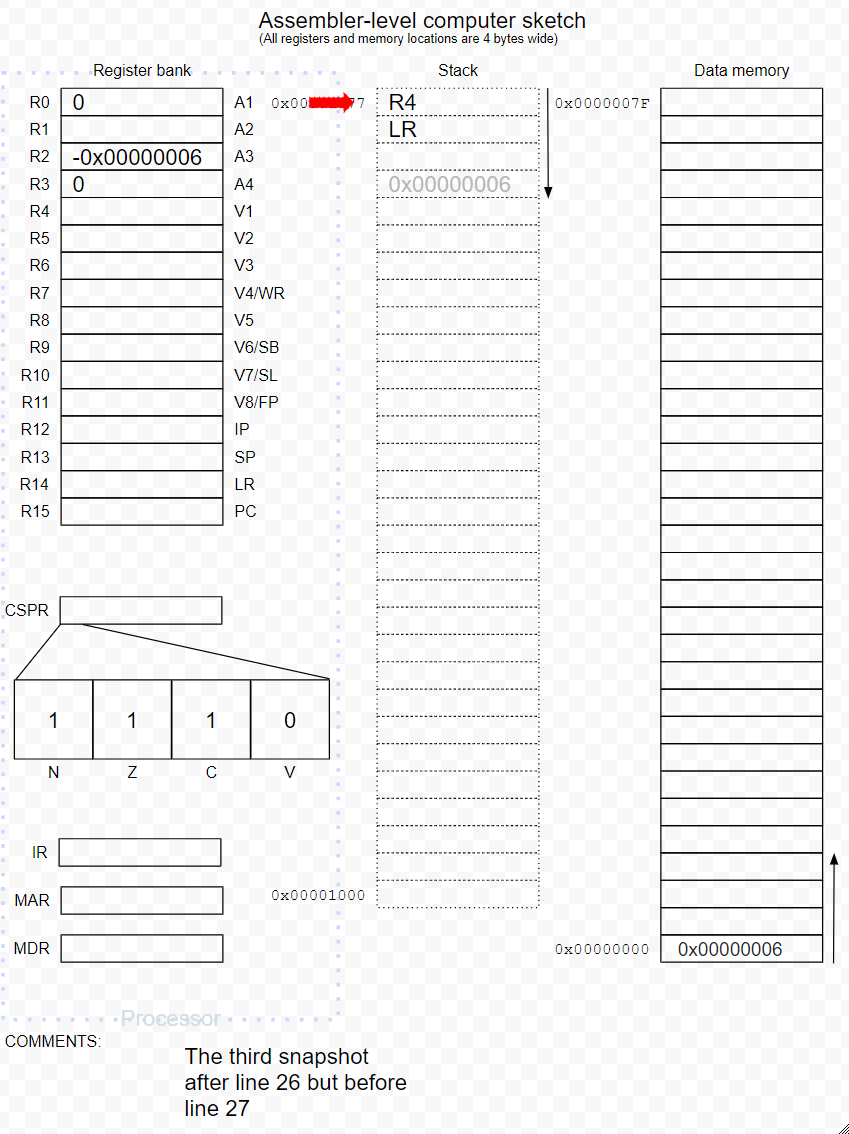 Assembler-level computer sketch
(All registers and memory locations are 4 bytes wide)
Register bank
Stack
Data memory
R0 0 A1 0x00 77 R4 0x0000007F
R1 A2 LR
R2 -0x00000006 A3
R3 0 A4 0x00000006
R4 V1
R5 V2
R6 V3
R7 V4/WR
R8 V5
R9 V6/SB
R10 V7/SL
R11 V8/FP
R12 IP
R13 SP
R14 LR
R15 PC
CSPR
1 1 1 0
N Z C V
IR
MAR 0x00001000
MDR 0x00000000 0x00000006
Processor
COMMENTS:
The third snapshot
after line 26 but before
line 27